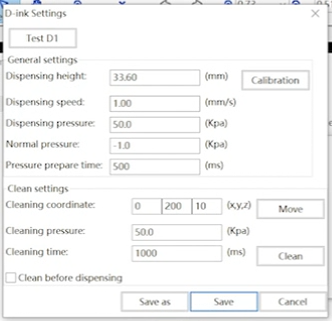 D-ink Settings
Test D1
General settings
Dispensing height: 33.60 (mm) Calibration
Dispensing speed: 1.00 (mm/s)
Dispensing pressure: 50.0 (Kpa)
Normal pressure: -1.0 (Kpa)
Pressure prepare time: 500 (ms)
Clean settings
Cleaning coordinate: 0 200 10 (x,y,z) Move
Cleaning pressure: 50.0 (Kpa)
Cleaning time: 1000 (ms) Clean
Clean before dispensing
Save as Save Cancel